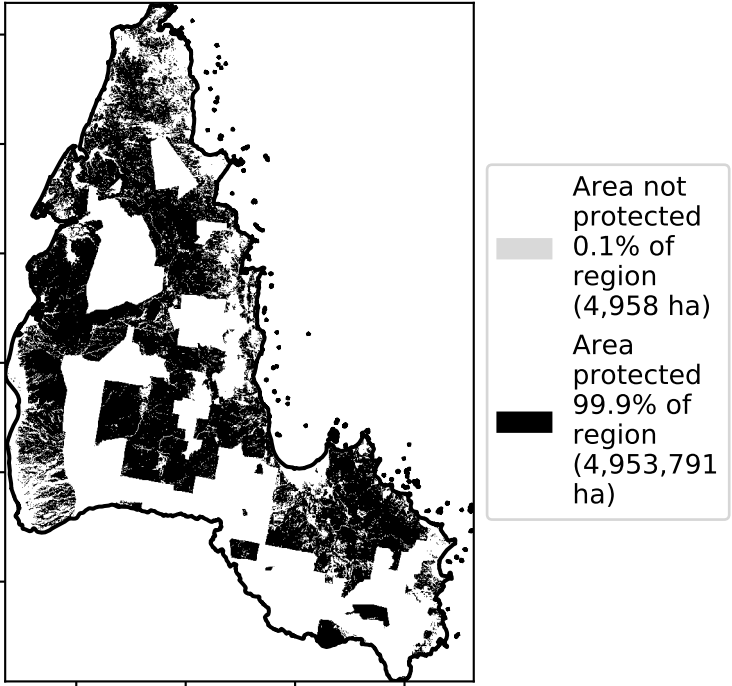 Area not
protected
0.1% of
region
(4,958 ha)
Area
protected
99.9% of
region
(4,953,791
ha)